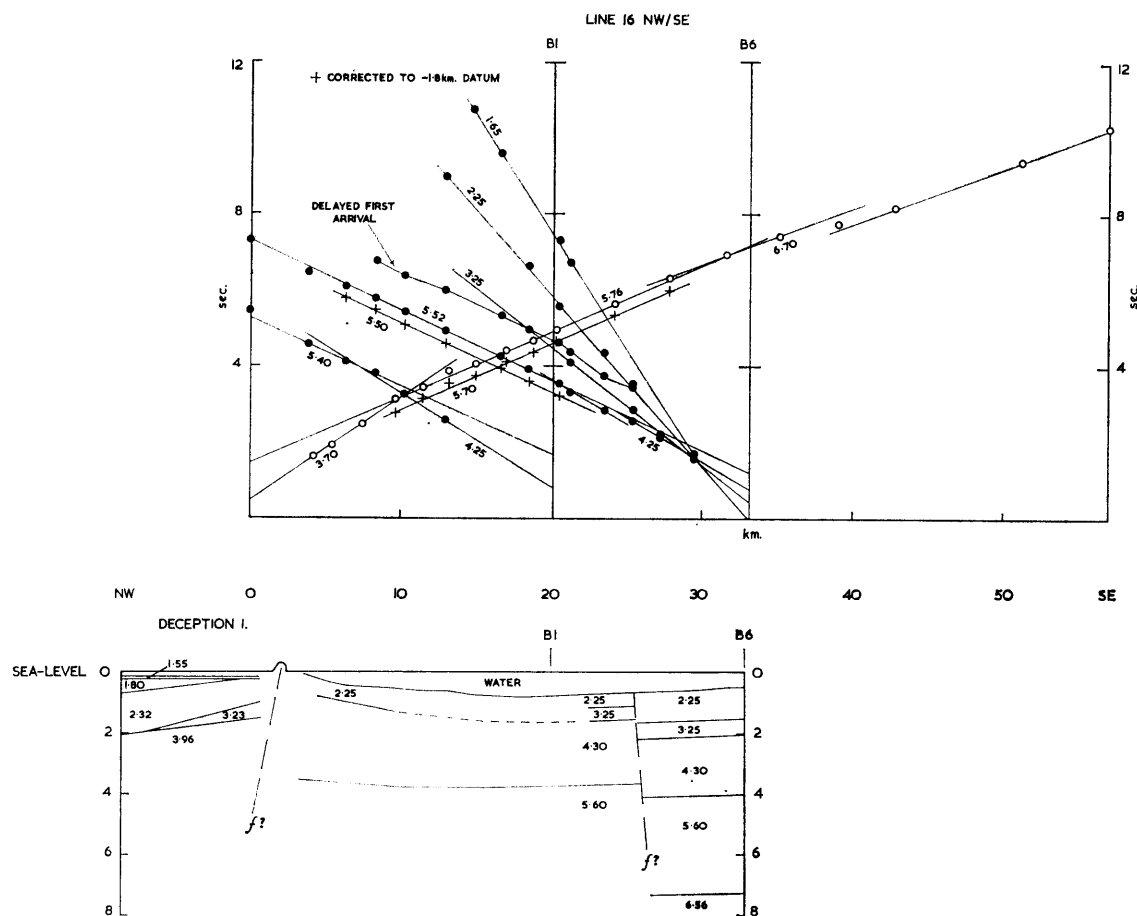 LINE 16 NW/SE
B1 B6
12 12
+ CORRECTED TO -1·8km. DATUM
1·65
2·25
DELAYED FIRST
ARRIVAL
8 8
3·25
6·70
5·76
sec. sec.
5·52
5·50
4 4
5·40
5·70
4·25
4·25
3·70
km.
NW 0 10 20 30 40 50 SE
DECEPTION I.
B1 B6
SEA-LEVEL 0 0
1·55
WATER
1·80
2·25 2·25 2·25
2·32 3·23 3·25 3·25
2 2
3·96
4·30 4·30
4 4
5·60 5·60
f?
6 6
f?
6·56
8 8